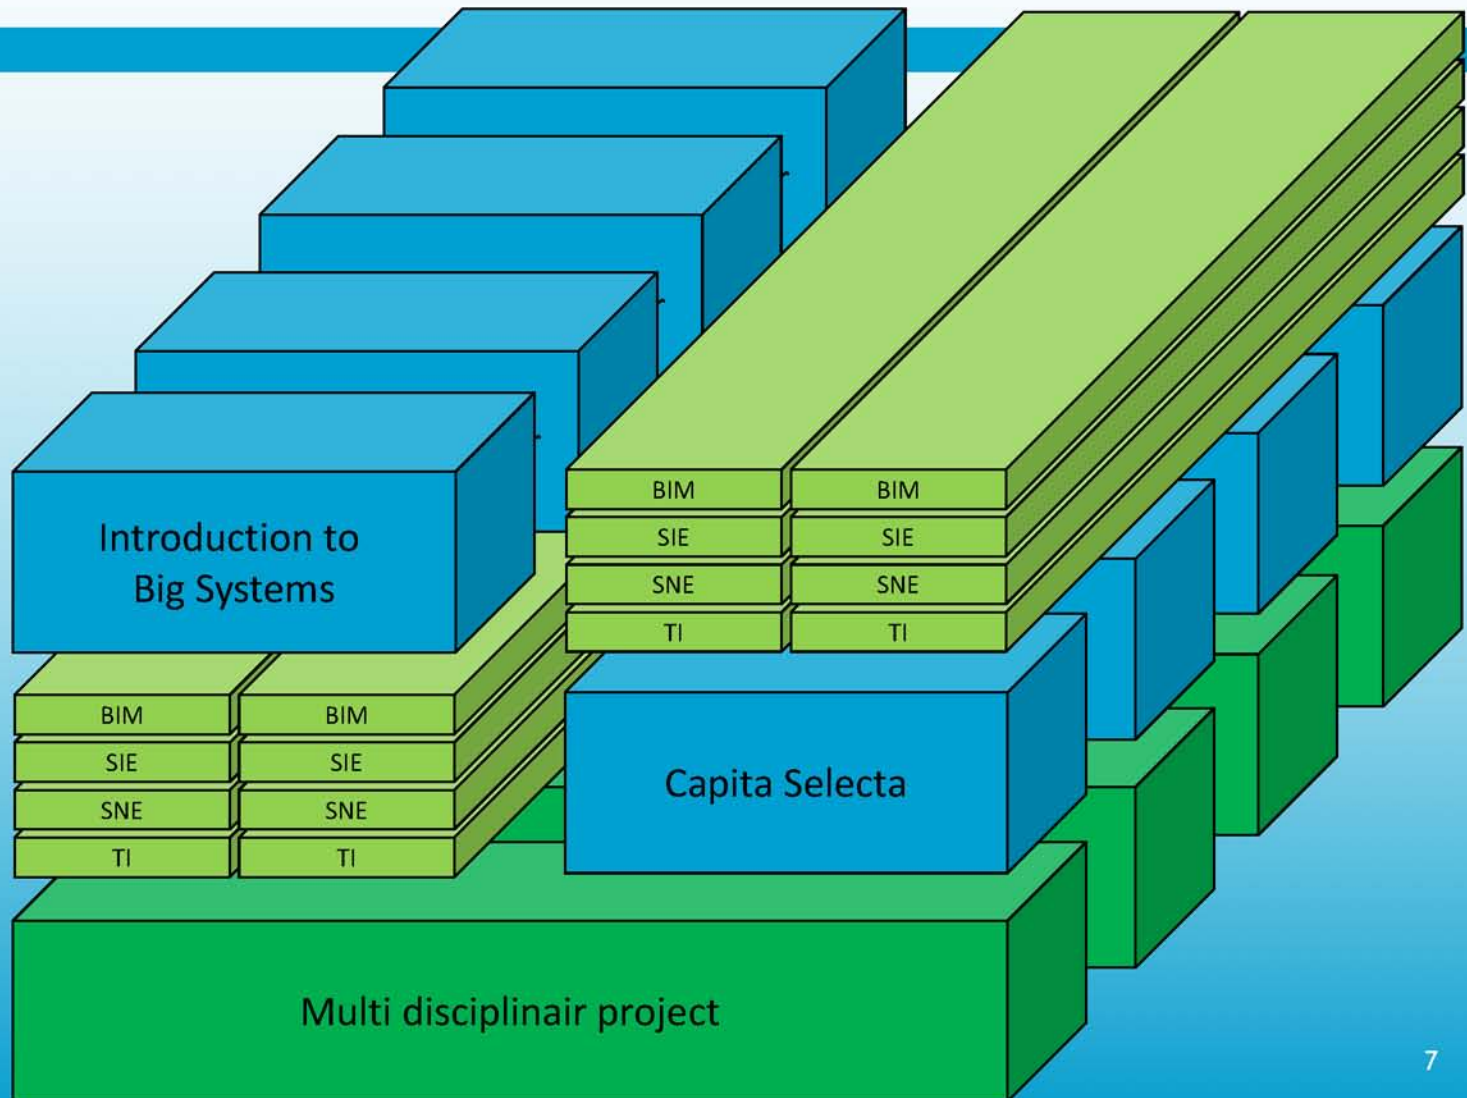 Introduction to
Big Systems
BIM
BIM
SIE
SIE
SNE
SNE
TI
TI
BIM
BIM
SIE
SIE
SNE
SNE
TI
TI
Capita Selecta
Multi disciplinair project
7